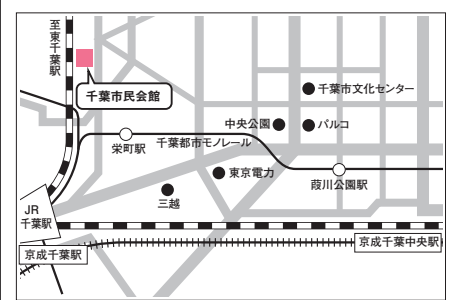 至東千葉駅
千葉市民会館
千葉市文化センター
中央公園
パルコ
千葉都市モノレール
栄町駅
東京電力
葭川公園駅
三越
JR
千葉駅
京成千葉中央駅
京成千葉駅